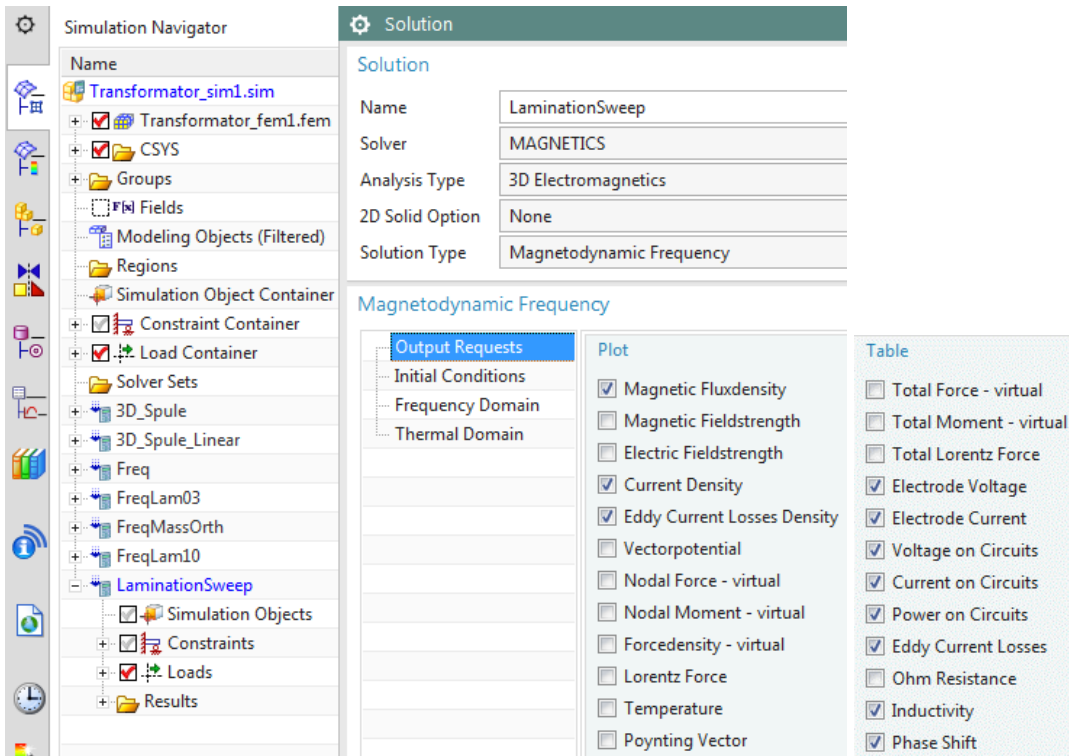 Simulation Navigator
Name
Transformator_sim1.sim
Transformator_fem1.fem
CSYS
Groups
F(x) Fields
Modeling Objects (Filtered)
Regions
Simulation Object Container
Constraint Container
Load Container
Solver Sets
3D_Spule
3D_Spule_Linear
Freq
FreqLam03
FreqMassOrth
FreqLam10
LaminationSweep
Simulation Objects
Constraints
Loads
Results
Solution
Solution
Name LaminationSweep
Solver MAGNETICS
Analysis Type 3D Electromagnetics
2D Solid Option None
Solution Type Magnetodynamic Frequency
Magnetodynamic Frequency
Output Requests
Initial Conditions
Frequency Domain
Thermal Domain
Plot
Magnetic Fluxdensity
Magnetic Fieldstrength
Electric Fieldstrength
Current Density
Eddy Current Losses Density
Vectorpotential
Nodal Force - virtual
Nodal Moment - virtual
Forcedensity - virtual
Lorentz Force
Temperature
Poynting Vector
Table
Total Force - virtual
Total Moment - virtual
Total Lorentz Force
Electrode Voltage
Electrode Current
Voltage on Circuits
Current on Circuits
Power on Circuits
Eddy Current Losses
Ohm Resistance
Inductivity
Phase Shift